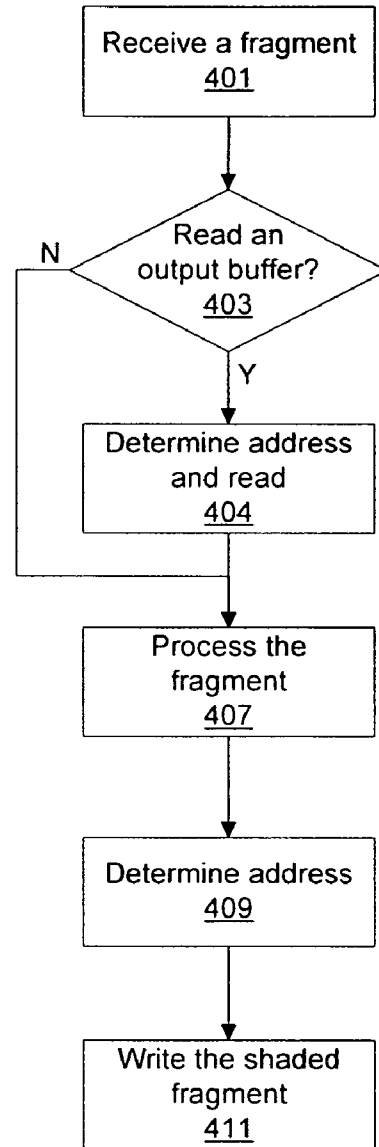 Receive a fragment
401
Read an
output buffer?
403
N
Y
Determine address
and read
404
Process the
fragment
407
Determine address
409
Write the shaded
fragment
411